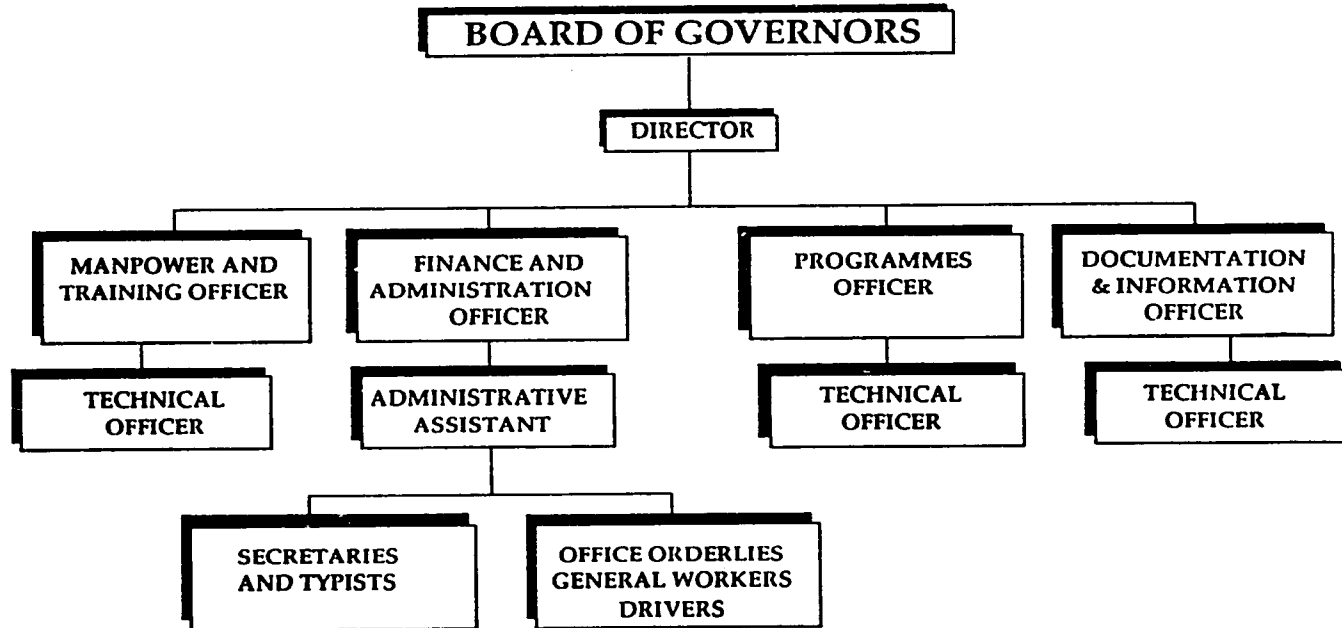 BOARD OF GOVERNORS
DIRECTOR
MANPOWER AND
TRAINING OFFICER
FINANCE AND
ADMINISTRATION
OFFICER
PROGRAMMES
OFFICER
DOCUMENTATION
& INFORMATION
OFFICER
TECHNICAL
OFFICER
ADMINISTRATIVE
ASSISTANT
TECHNICAL
OFFICER
TECHNICAL
OFFICER
SECRETARIES
AND TYPISTS
OFFICE ORDERLIES
GENERAL WORKERS
DRIVERS